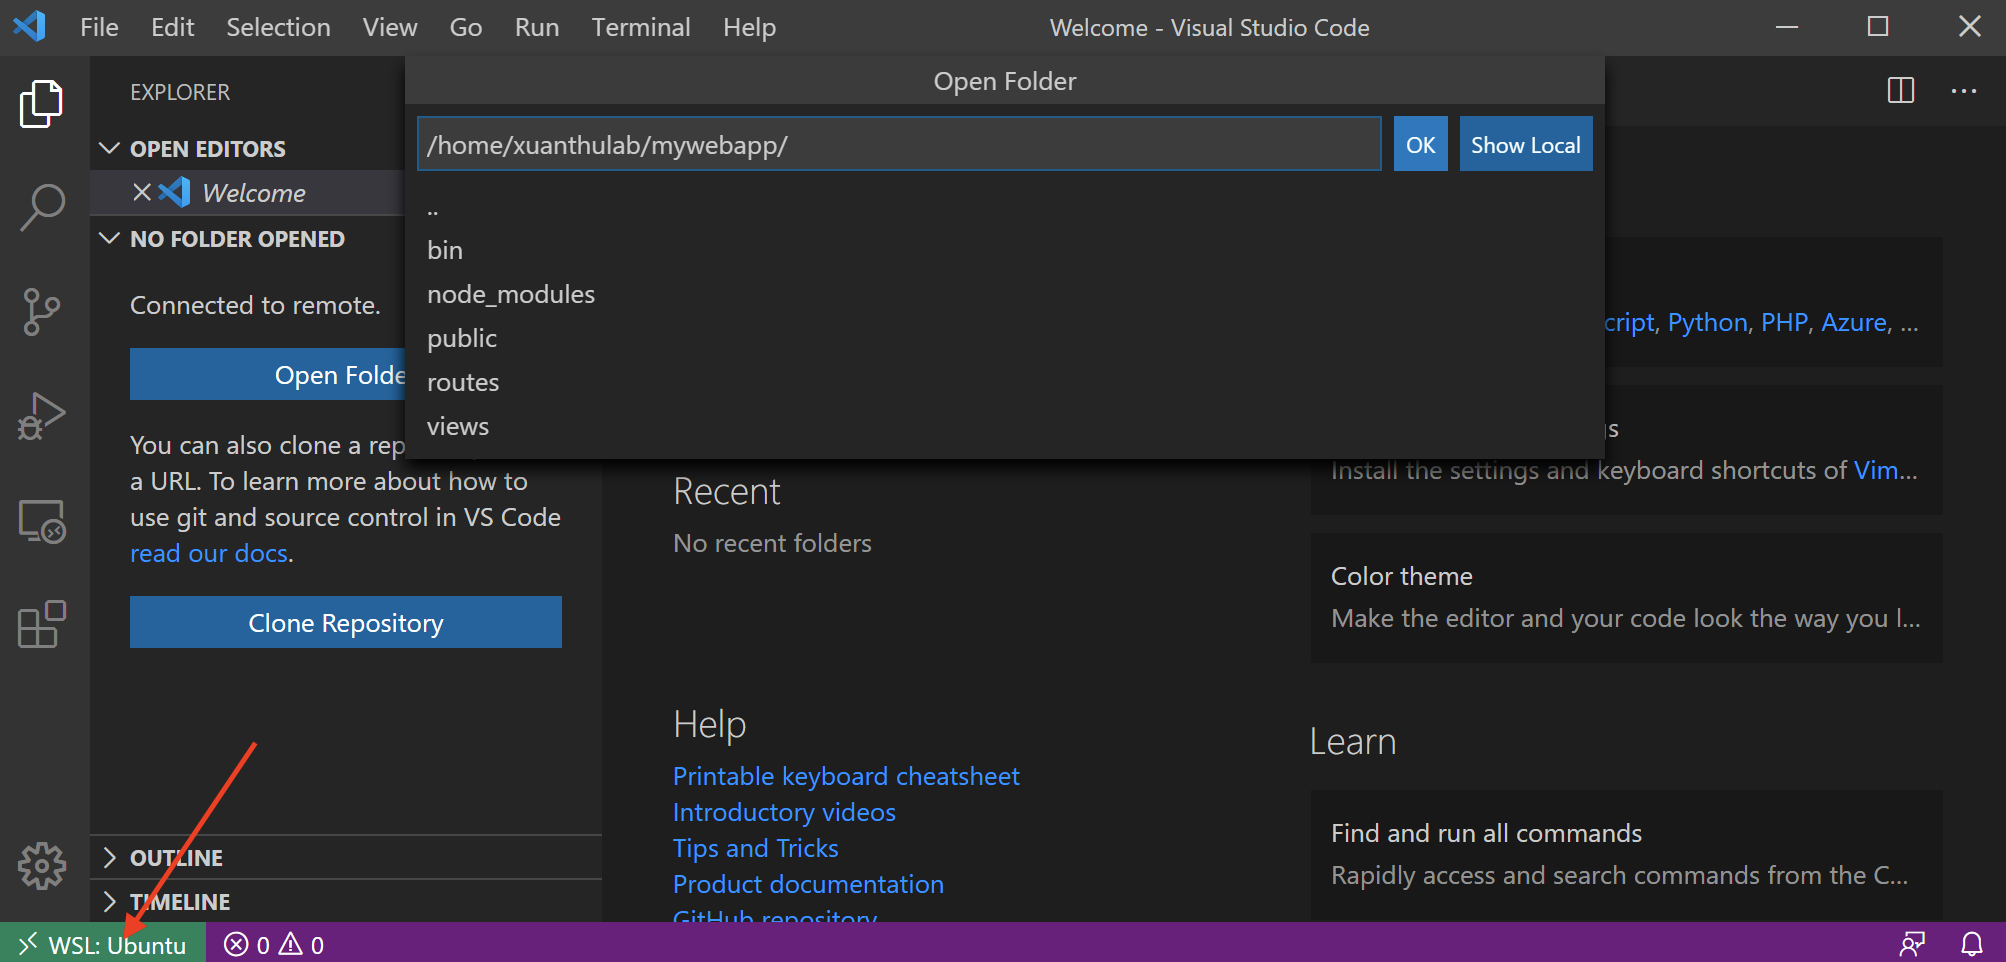 File Edit Selection View Go Run Terminal Help
Welcome - Visual Studio Code
EXPLORER
OPEN EDITORS
Welcome
NO FOLDER OPENED
Connected to remote.
Open Folde
You can also clone a rep
a URL. To learn more about how to
use git and source control in VS Code
read our docs.
Clone Repository
OUTLINE
TIMELINE
Open Folder
/home/xuanthulab/mywebapp/
OK
Show Local
..
bin
node_modules
public
routes
views
Recent
No recent folders
Help
Printable keyboard cheatsheet
Introductory videos
Tips and Tricks
Product documentation
GitHub repository
cript, Python, PHP, Azure, ...
Install the settings and keyboard shortcuts of Vim...
Color theme
Make the editor and your code look the way you l...
Learn
Find and run all commands
Rapidly access and search commands from the C...
WSL: Ubuntu
0 0